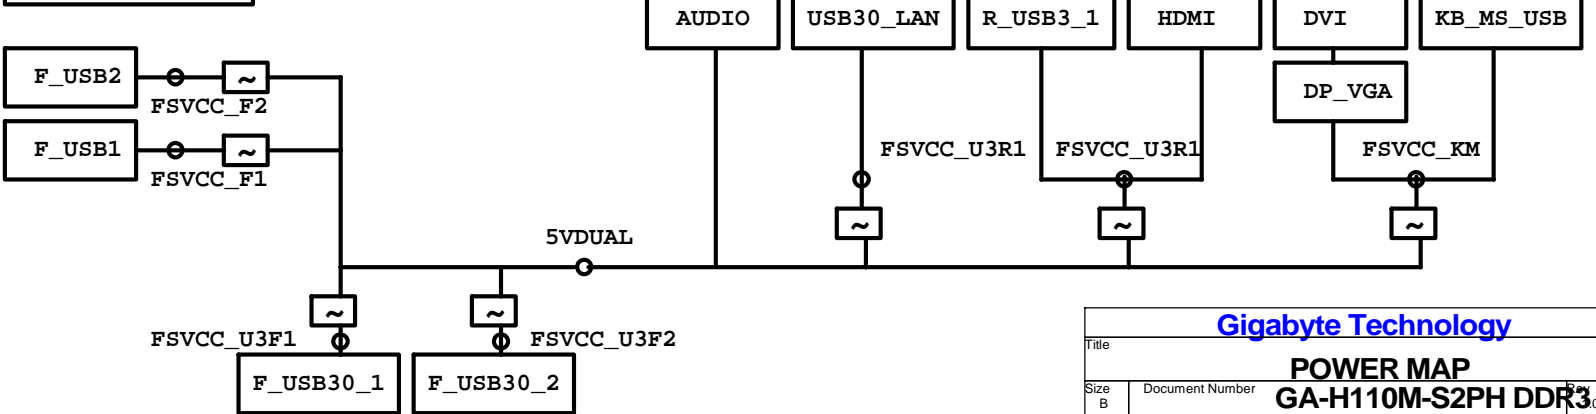 AUDIO USB30_LAN R_USB3_1 HDMI DVI KB_MS_USB
F_USB2
DP_VGA
FSVCC_F2
F_USB1
FSVCC_U3R1 FSVCC_U3R1 FSVCC_KM
FSVCC_F1
~
5VDUAL
FSVCC_U3F1 FSVCC_U3F2
F_USB30_1 F_USB30_2
Gigabyte Technology
Title
POWER MAP
Size Document Number
B
GA-H110M-S2PH DDR3